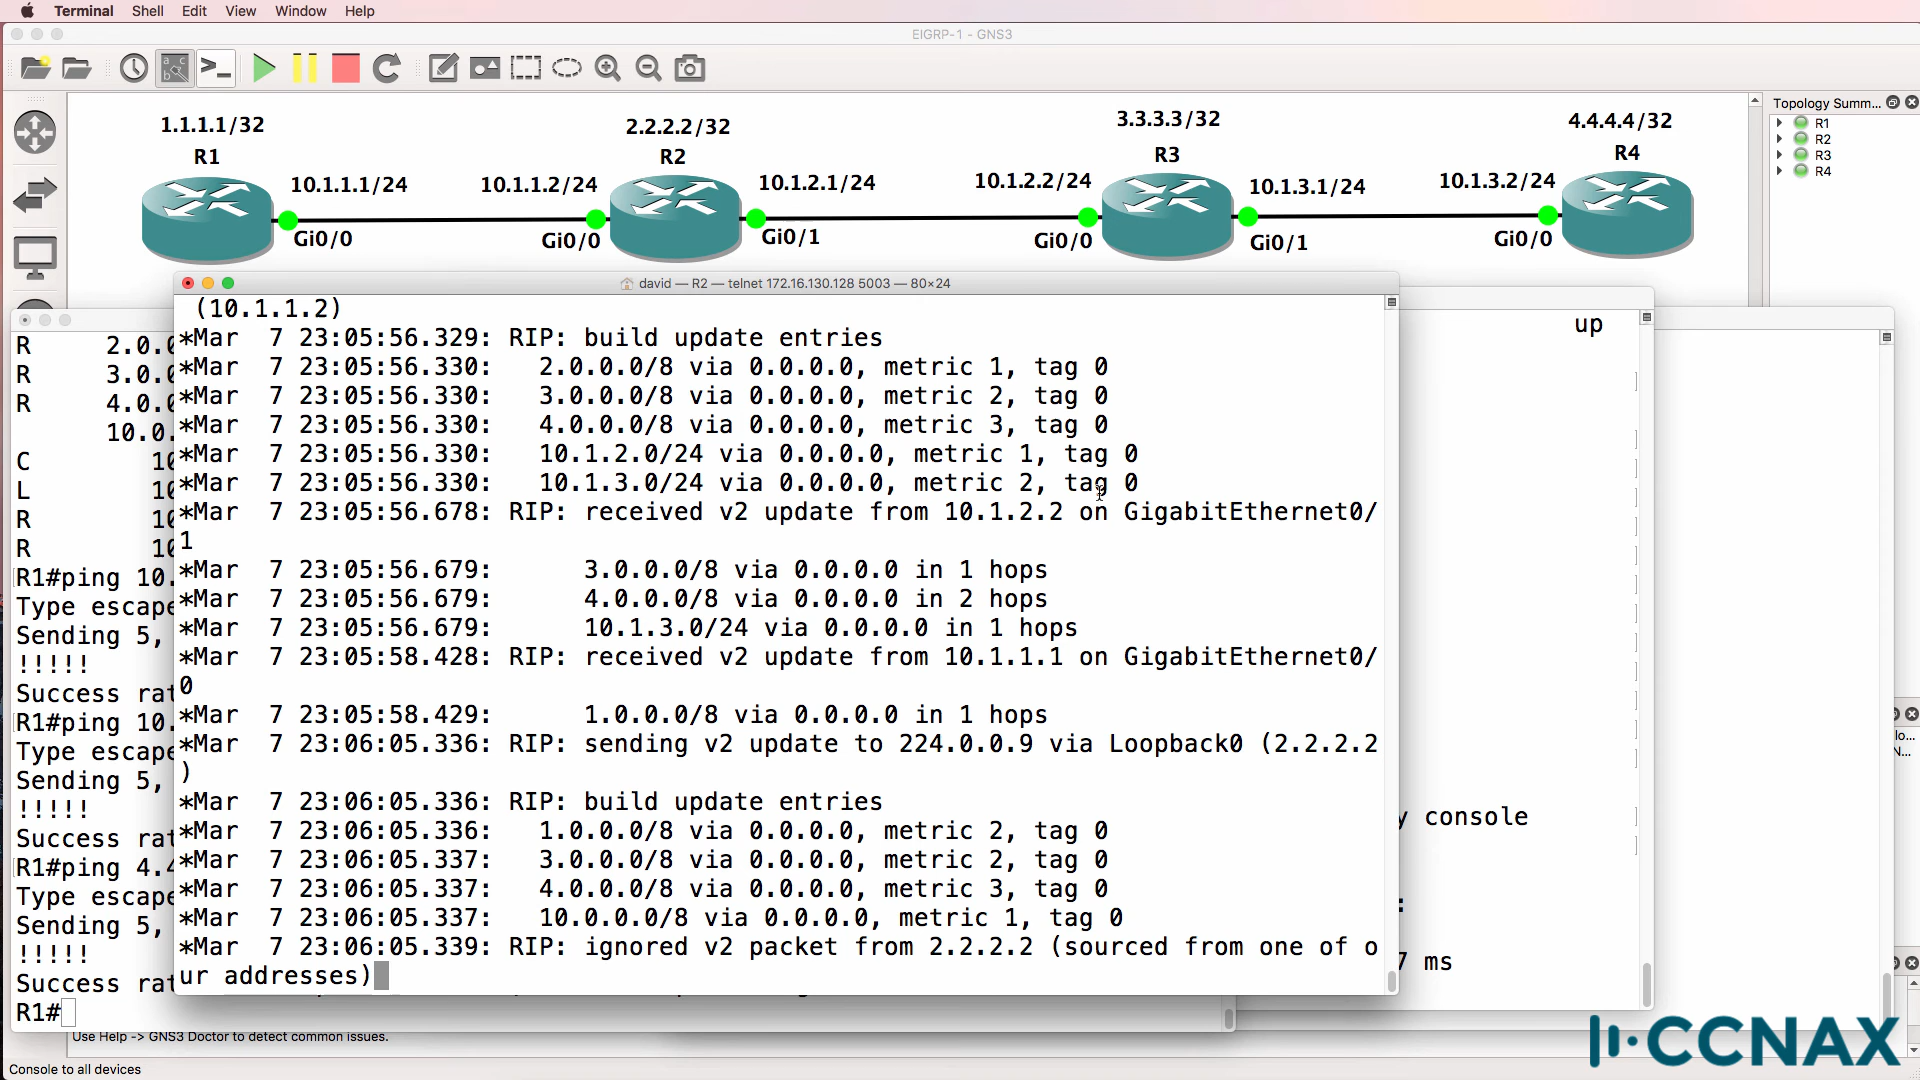 Terminal Shell Edit View Window Help
EIGRP-1 - GNS3
1.1.1.1/32
2.2.2.2/32
3.3.3.3/32
4.4.4.4/32
R1
R2
R3
R4
10.1.1.1/24
10.1.1.2/24
10.1.2.1/24
10.1.2.2/24
10.1.3.1/24
10.1.3.2/24
Gi0/0
Gi0/0
Gi0/1
Gi0/0
Gi0/1
Gi0/0
Topology Summ...
R1
R2
R3
R4
david — R2 — telnet 172.16.130.128 5003 — 80×24
(10.1.1.2)
*Mar  7 23:05:56.329: RIP: build update entries
*Mar  7 23:05:56.330:   2.0.0.0/8 via 0.0.0.0, metric 1, tag 0
*Mar  7 23:05:56.330:   3.0.0.0/8 via 0.0.0.0, metric 2, tag 0
*Mar  7 23:05:56.330:   4.0.0.0/8 via 0.0.0.0, metric 3, tag 0
*Mar  7 23:05:56.330:   10.1.2.0/24 via 0.0.0.0, metric 1, tag 0
*Mar  7 23:05:56.330:   10.1.3.0/24 via 0.0.0.0, metric 2, tag 0
*Mar  7 23:05:56.678: RIP: received v2 update from 10.1.2.2 on GigabitEthernet0/
1
*Mar  7 23:05:56.679:      3.0.0.0/8 via 0.0.0.0 in 1 hops
*Mar  7 23:05:56.679:      4.0.0.0/8 via 0.0.0.0 in 2 hops
*Mar  7 23:05:56.679:      10.1.3.0/24 via 0.0.0.0 in 1 hops
*Mar  7 23:05:58.428: RIP: received v2 update from 10.1.1.1 on GigabitEthernet0/
0
*Mar  7 23:05:58.429:      1.0.0.0/8 via 0.0.0.0 in 1 hops
*Mar  7 23:06:05.336: RIP: sending v2 update to 224.0.0.9 via Loopback0 (2.2.2.2
)
*Mar  7 23:06:05.336: RIP: build update entries
*Mar  7 23:06:05.336:   1.0.0.0/8 via 0.0.0.0, metric 2, tag 0
*Mar  7 23:06:05.337:   3.0.0.0/8 via 0.0.0.0, metric 2, tag 0
*Mar  7 23:06:05.337:   4.0.0.0/8 via 0.0.0.0, metric 3, tag 0
*Mar  7 23:06:05.337:   10.0.0.0/8 via 0.0.0.0, metric 1, tag 0
*Mar  7 23:06:05.339: RIP: ignored v2 packet from 2.2.2.2 (sourced from one of o
ur addresses)
R 2.0.0
R 3.0.0
R 4.0.0
10.0.
C 10
L 10
R 10
R 10
R1#ping 10.
Type escape
Sending 5,
!!!!!
Success rat
R1#ping 10.
Type escape
Sending 5,
!!!!!
Success rat
R1#ping 4.4
Type escape
Sending 5,
!!!!!
Success rat
R1#
up
y console
:
7 ms
lo...
N...
Use Help -> GNS3 Doctor to detect common issues.
Console to all devices
CCNAX